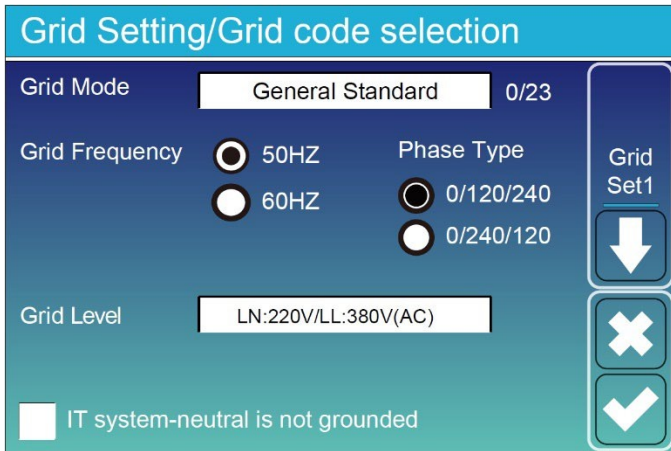 Grid Setting/Grid code selection
Grid Mode General Standard 0/23
Grid Frequency 50HZ Phase Type
60HZ 0/120/240
0/240/120
Grid Level LN:220V/LL:380V(AC)
IT system-neutral is not grounded
Grid
Set1